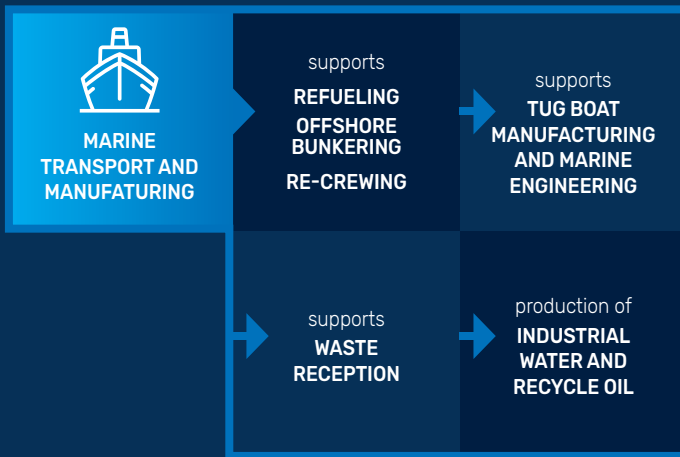 MARINE
TRANSPORT AND
MANUFATURING
supports
REFUELING
OFFSHORE
BUNKERING
RE-CREWING
supports
TUG BOAT
MANUFACTURING
AND MARINE
ENGINEERING
supports
WASTE
RECEPTION
production of
INDUSTRIAL
WATER AND
RECYCLE OIL